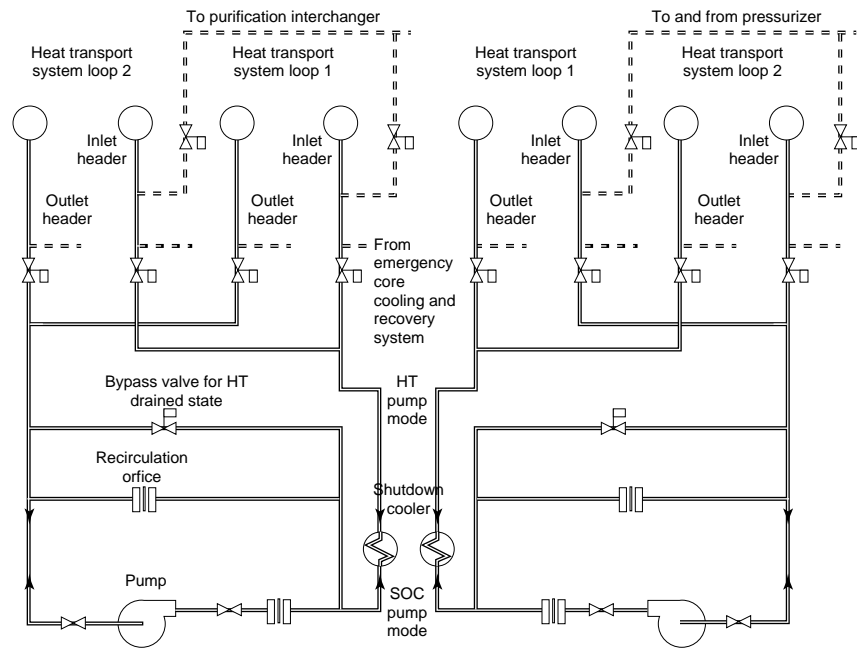 To purification interchanger
To and from pressurizer
Heat transport
system loop 2
Heat transport
system loop 1
Heat transport
system loop 1
Heat transport
system loop 2
Inlet
header
Inlet
header
Inlet
header
Inlet
header
Outlet
header
Outlet
header
Outlet
header
Outlet
header
From
emergency
core
cooling and
recovery
system
Bypass valve for HT
drained state
HT
pump
mode
Recirculation
orfice
Shutdown
cooler
Pump
SOC
pump
mode